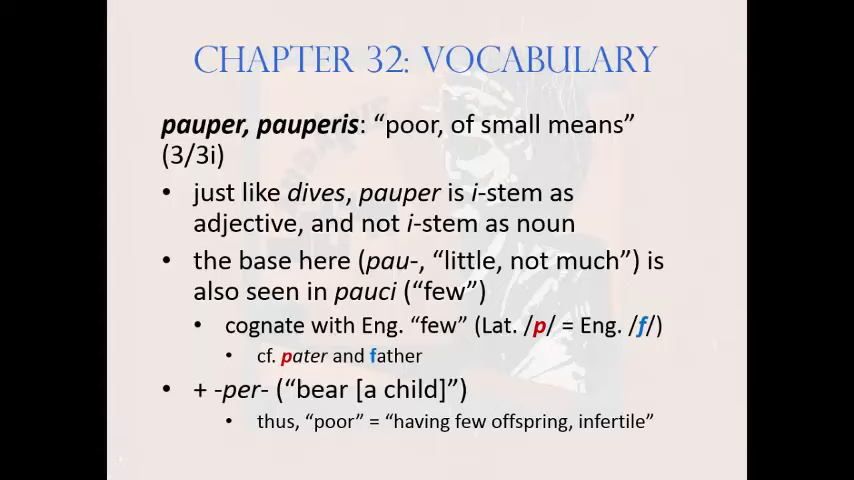 CHAPTER 32: VOCABULARY
pauper, pauperis: “poor, of small means”
(3/3i)
• just like dives, pauper is i-stem as
adjective, and not i-stem as noun
• the base here (pau-, “little, not much”) is
also seen in pauci (“few”)
• cognate with Eng. “few” (Lat. /p/ = Eng. /f/)
• cf. pater and father
• + -per- (“bear [a child]”)
• thus, “poor” = “having few offspring, infertile”